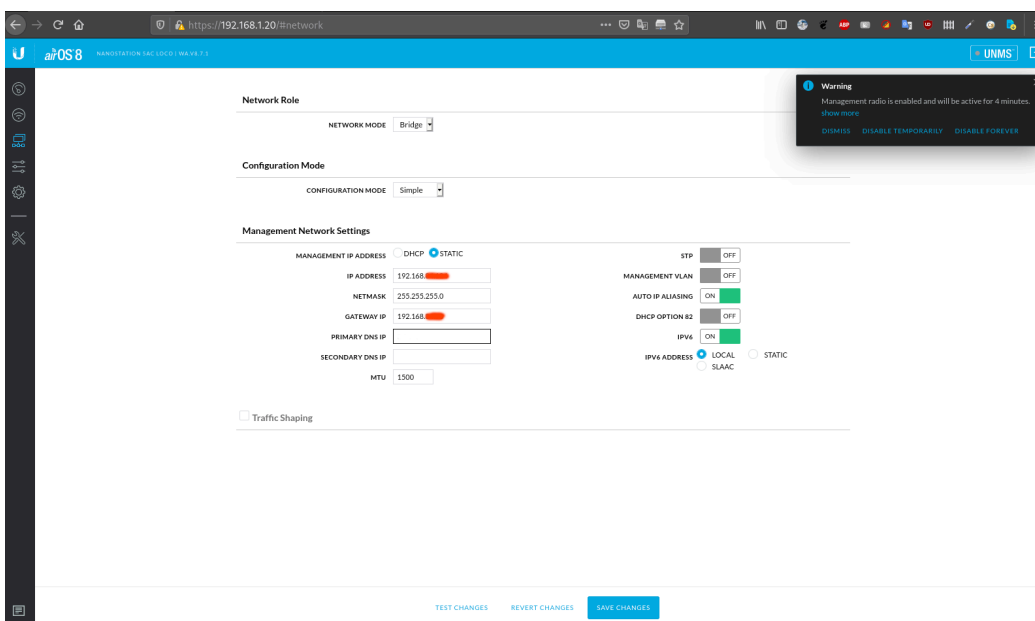 https://192.168.1.20/#network
airOS 8 NANOSTATION 5AC LOCO | WA.V8.7.1
UNMS
Warning
Management radio is enabled and will be active for 4 minutes.
show more
DISMISS DISABLE TEMPORARILY DISABLE FOREVER
Network Role
NETWORK MODE Bridge
Configuration Mode
CONFIGURATION MODE Simple
Management Network Settings
MANAGEMENT IP ADDRESS DHCP STATIC
IP ADDRESS 192.168.
NETMASK 255.255.255.0
GATEWAY IP 192.168.
PRIMARY DNS IP
SECONDARY DNS IP
MTU 1500
STP OFF
MANAGEMENT VLAN OFF
AUTO IP ALIASING ON
DHCP OPTION 82 OFF
IPV6 ON
IPV6 ADDRESS LOCAL STATIC
SLAAC
Traffic Shaping
TEST CHANGES REVERT CHANGES SAVE CHANGES